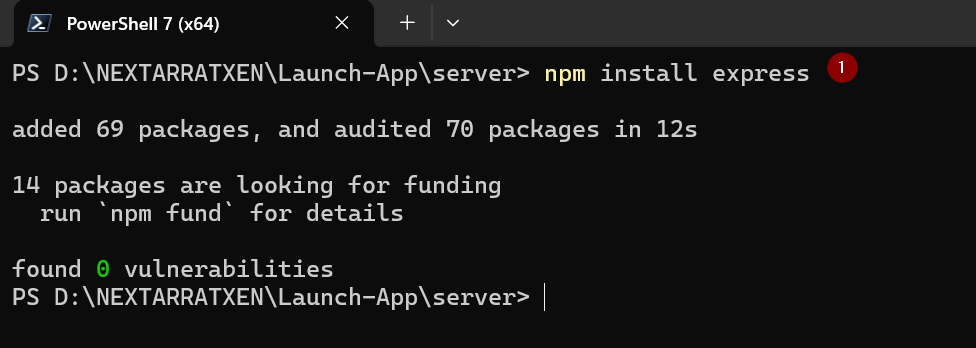 PowerShell 7 (x64)
PS D:\NEXTARRATXEN\Launch-App\server> npm install express
1
added 69 packages, and audited 70 packages in 12s
14 packages are looking for funding
run `npm fund` for details
found 0 vulnerabilities
PS D:\NEXTARRATXEN\Launch-App\server>